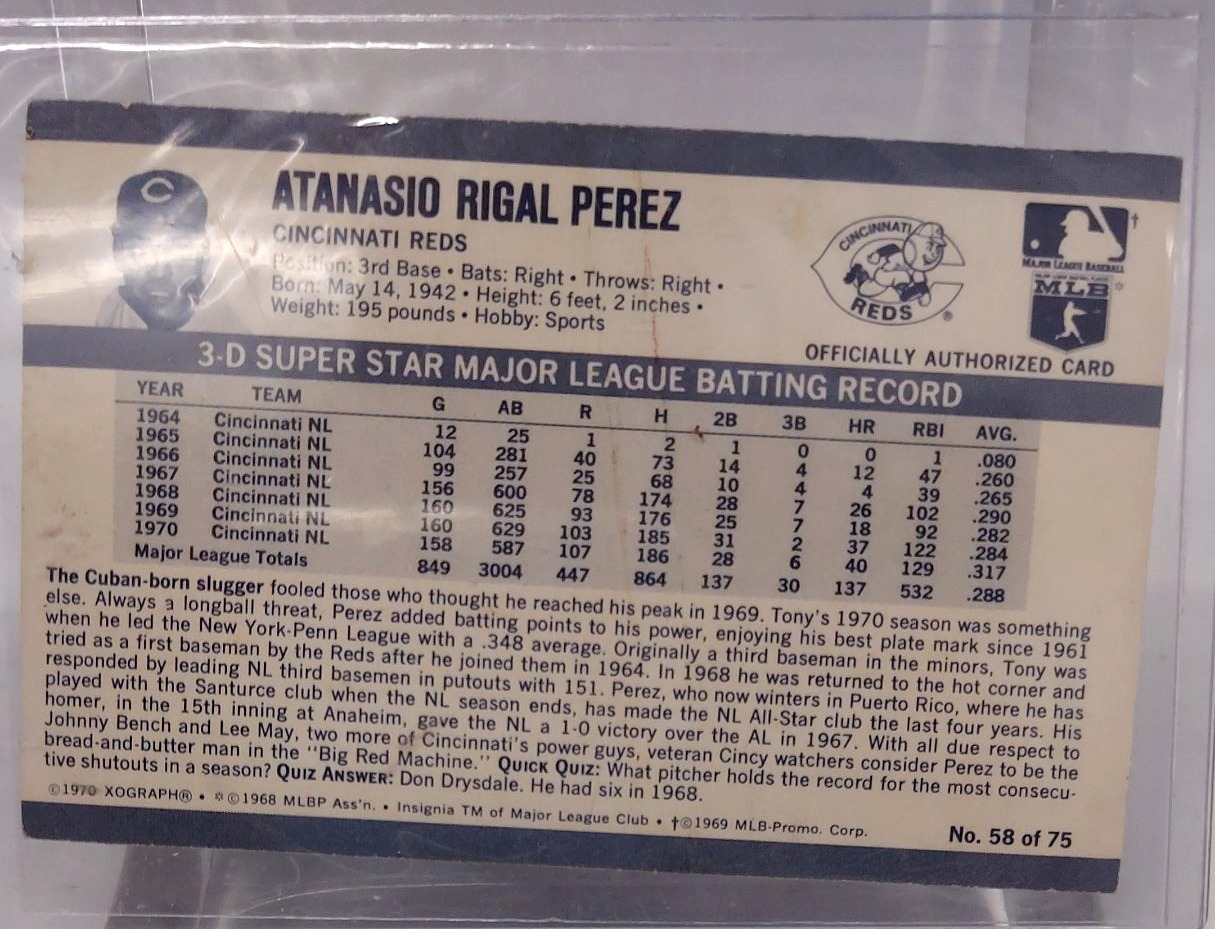 ATANASIO RIGAL PEREZ
CINCINNATI REDS
Position: 3rd Base • Bats: Right • Throws: Right •
Born: May 14, 1942 • Height: 6 feet, 2 inches •
Weight: 195 pounds • Hobby: Sports
C
CINCINNATI
REDS
®
†
MAJOR LEAGUE BASEBALL
MAJOR LEAGUE BASEBALL PLAYERS
MLB
OFFICIALLY AUTHORIZED CARD
3-D SUPER STAR MAJOR LEAGUE BATTING RECORD
YEAR TEAM G AB R H 2B 3B HR RBI AVG.
1964 Cincinnati NL 12 25 1 2 1 0 0 1 .080
1965 Cincinnati NL 104 281 40 73 14 4 12 47 .260
1966 Cincinnati NL 99 257 25 68 10 4 4 39 .265
1967 Cincinnati NL 156 600 78 174 28 7 26 102 .290
1968 Cincinnati NL 160 625 93 176 25 7 18 92 .282
1969 Cincinnati NL 160 629 103 185 31 2 37 122 .284
1970 Cincinnati NL 158 587 107 186 28 6 40 129 .317
Major League Totals 849 3004 447 864 137 30 137 532 .288
The Cuban-born slugger fooled those who thought he reached his peak in 1969. Tony's 1970 season was something
else. Always a longball threat, Perez added batting points to his power, enjoying his best plate mark since 1961
when he led the New York-Penn League with a .348 average. Originally a third baseman in the minors, Tony was
tried as a first baseman by the Reds after he joined them in 1964. In 1968 he was returned to the hot corner and
responded by leading NL third basemen in putouts with 151. Perez, who now winters in Puerto Rico, where he has
played with the Santurce club when the NL season ends, has made the NL All-Star club the last four years. His
homer, in the 15th inning at Anaheim, gave the NL a 1-0 victory over the AL in 1967. With all due respect to
Johnny Bench and Lee May, two more of Cincinnati's power guys, veteran Cincy watchers consider Perez to be the
bread-and-butter man in the "Big Red Machine." QUICK QUIZ: What pitcher holds the record for the most consecu-
tive shutouts in a season? QUIZ ANSWER: Don Drysdale. He had six in 1968.
©1970 XOGRAPH® • *©1968 MLBP Ass'n. • Insignia TM of Major League Club • †©1969 MLB-Promo. Corp.
No. 58 of 75